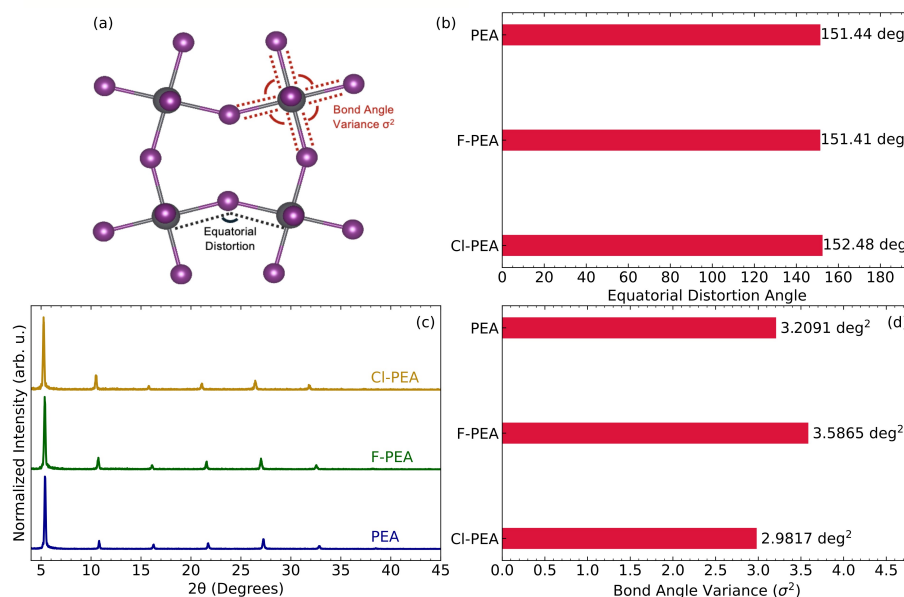 (a)
Bond Angle
Variance σ²
Equatorial
Distortion
(b)
PEA
151.44 deg
F-PEA
151.41 deg
Cl-PEA
152.48 deg
0 20 40 60 80 100 120 140 160 180
Equatorial Distortion Angle
(c)
Normalized Intensity (arb. u.)
Cl-PEA
F-PEA
PEA
5 10 15 20 25 30 35 40 45
2θ (Degrees)
(d)
PEA
3.2091 deg²
F-PEA
3.5865 deg²
Cl-PEA
2.9817 deg²
0.0 0.5 1.0 1.5 2.0 2.5 3.0 3.5 4.0 4.5
Bond Angle Variance (σ²)